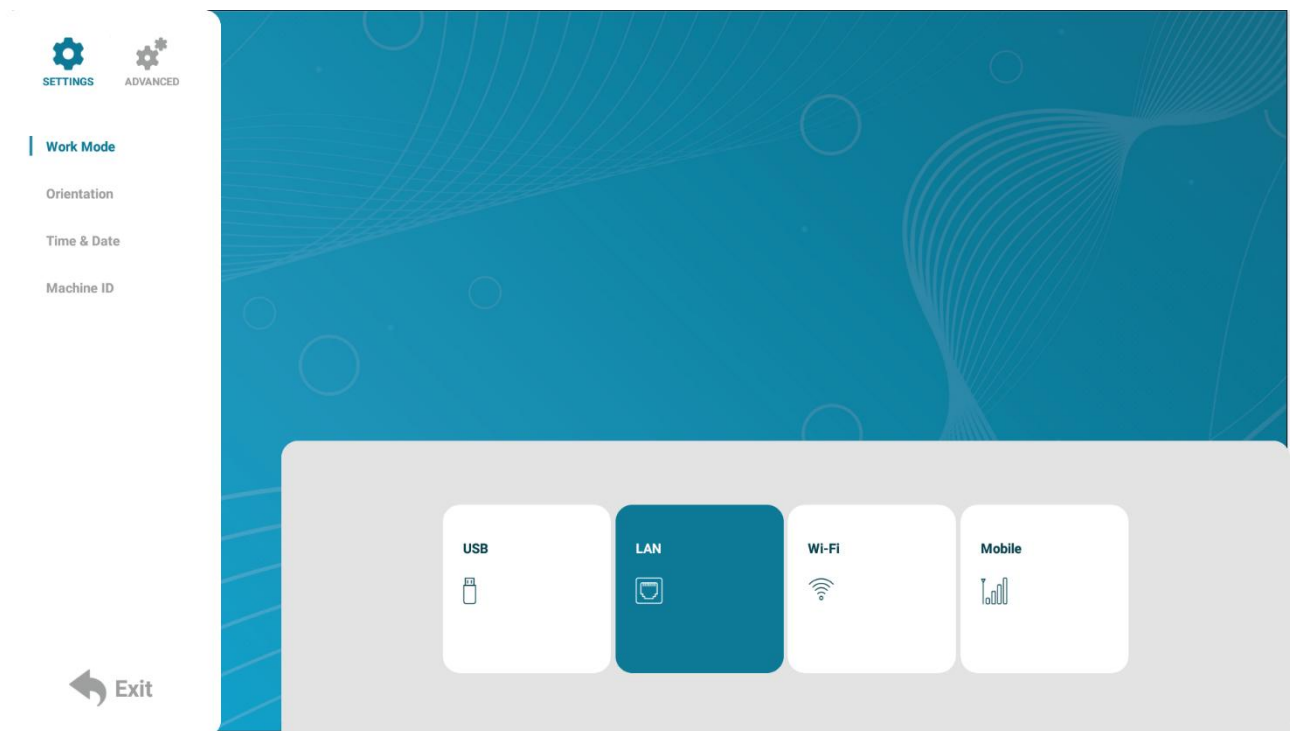 SETTINGS
ADVANCED
Work Mode
Orientation
Time & Date
Machine ID
USB
LAN
Wi-Fi
Mobile
Exit